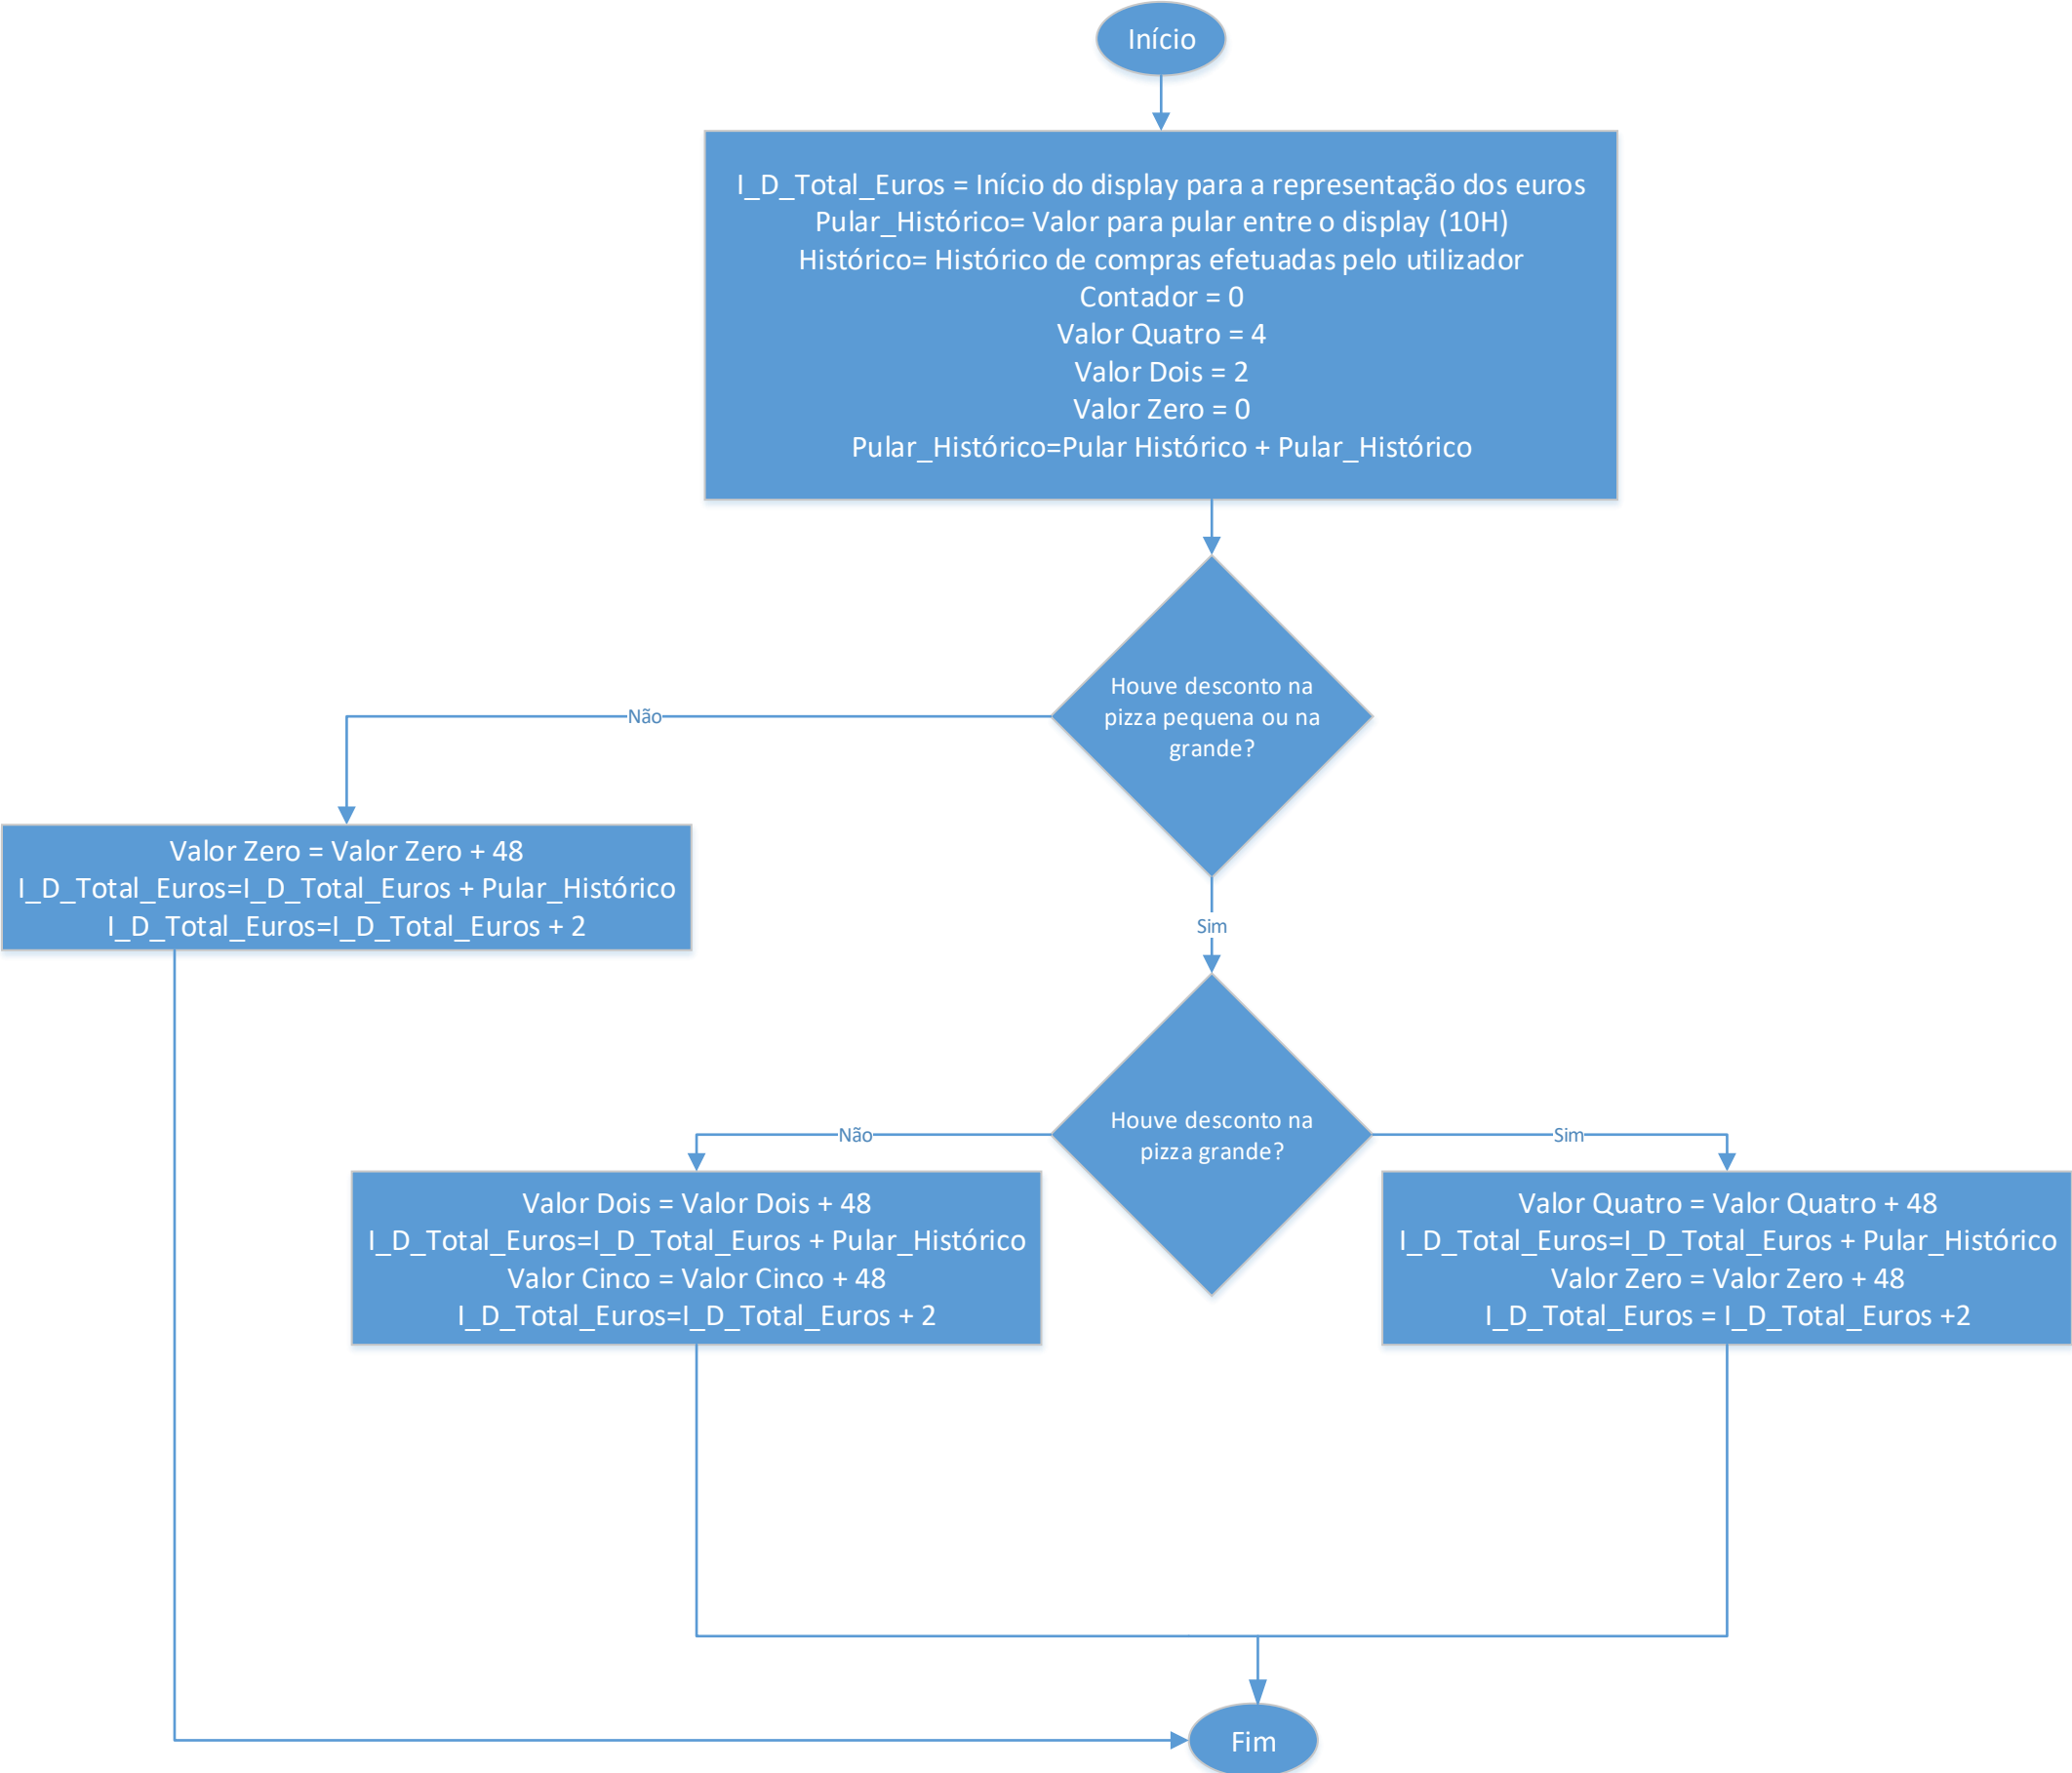 Início
I_D_Total_Euros = Início do display para a representação dos euros
Pular_Histórico= Valor para pular entre o display (10H)
Histórico= Histórico de compras efetuadas pelo utilizador
Contador = 0
Valor Quatro = 4
Valor Dois = 2
Valor Zero = 0
Pular_Histórico=Pular Histórico + Pular_Histórico
Houve desconto na
pizza pequena ou na
grande?
Não
Valor Zero = Valor Zero + 48
I_D_Total_Euros=I_D_Total_Euros + Pular_Histórico
I_D_Total_Euros=I_D_Total_Euros + 2
Sim
Houve desconto na
pizza grande?
Não
Sim
Valor Dois = Valor Dois + 48
I_D_Total_Euros=I_D_Total_Euros + Pular_Histórico
Valor Cinco = Valor Cinco + 48
I_D_Total_Euros=I_D_Total_Euros + 2
Valor Quatro = Valor Quatro + 48
I_D_Total_Euros=I_D_Total_Euros + Pular_Histórico
Valor Zero = Valor Zero + 48
I_D_Total_Euros = I_D_Total_Euros +2
Fim